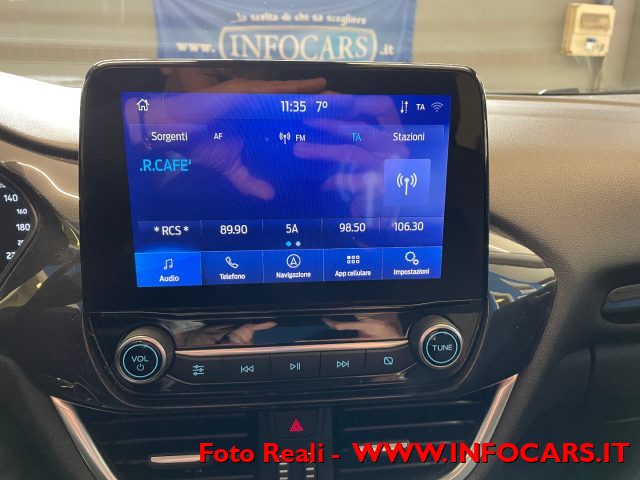 ...la scelta di chi sa scegliere
www.INFOCARS.it
11:35 7°
TA
Sorgenti AF FM TA Stazioni
.R.CAFE'
*RCS* 89.90 5A 98.50 106.30
Audio Telefono Navigazione App cellulare Impostazioni
140
160
180
VOL
TUNE
Foto Reali - WWW.INFOCARS.IT